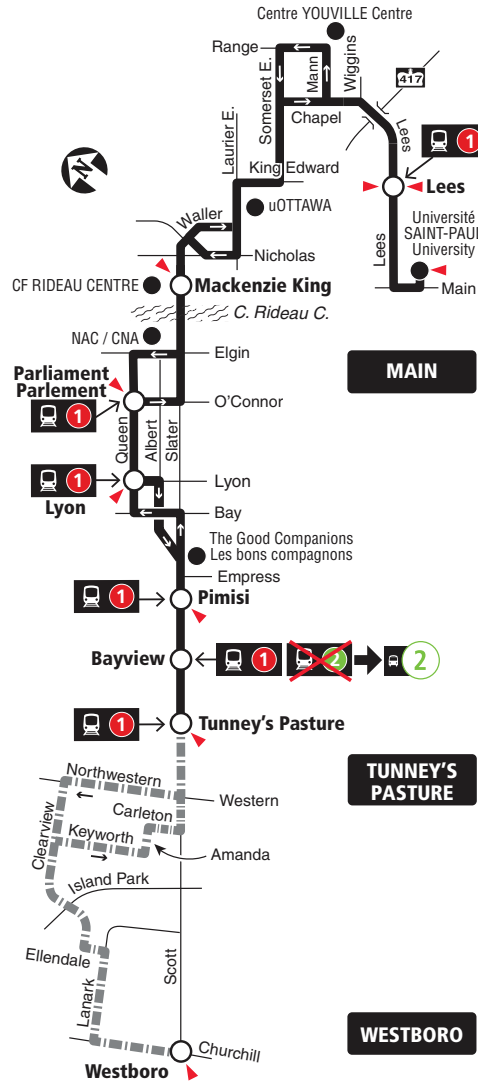 Centre YOUVILLE Centre
Range
Somerset E.
Mann
Wiggins
417
Chapel
Laurier E.
Lees
1
King Edward
Lees
N
uOTTAWA
Waller
Université
SAINT-PAUL
University
Nicholas
Lees
CF RIDEAU CENTRE
Mackenzie King
Main
C. Rideau C.
NAC / CNA
Elgin
MAIN
Parliament
Parlement
1
O'Connor
Queen
Albert
Slater
1
Lyon
Lyon
Bay
The Good Companions
Les bons compagnons
Empress
1
Pimisi
Bayview
1
2
2
1
Tunney's Pasture
TUNNEY'S
PASTURE
Northwestern
Western
Carleton
Clearview
Keyworth
Amanda
Island Park
Ellendale
Scott
Lanark
WESTBORO
Churchill
Westboro